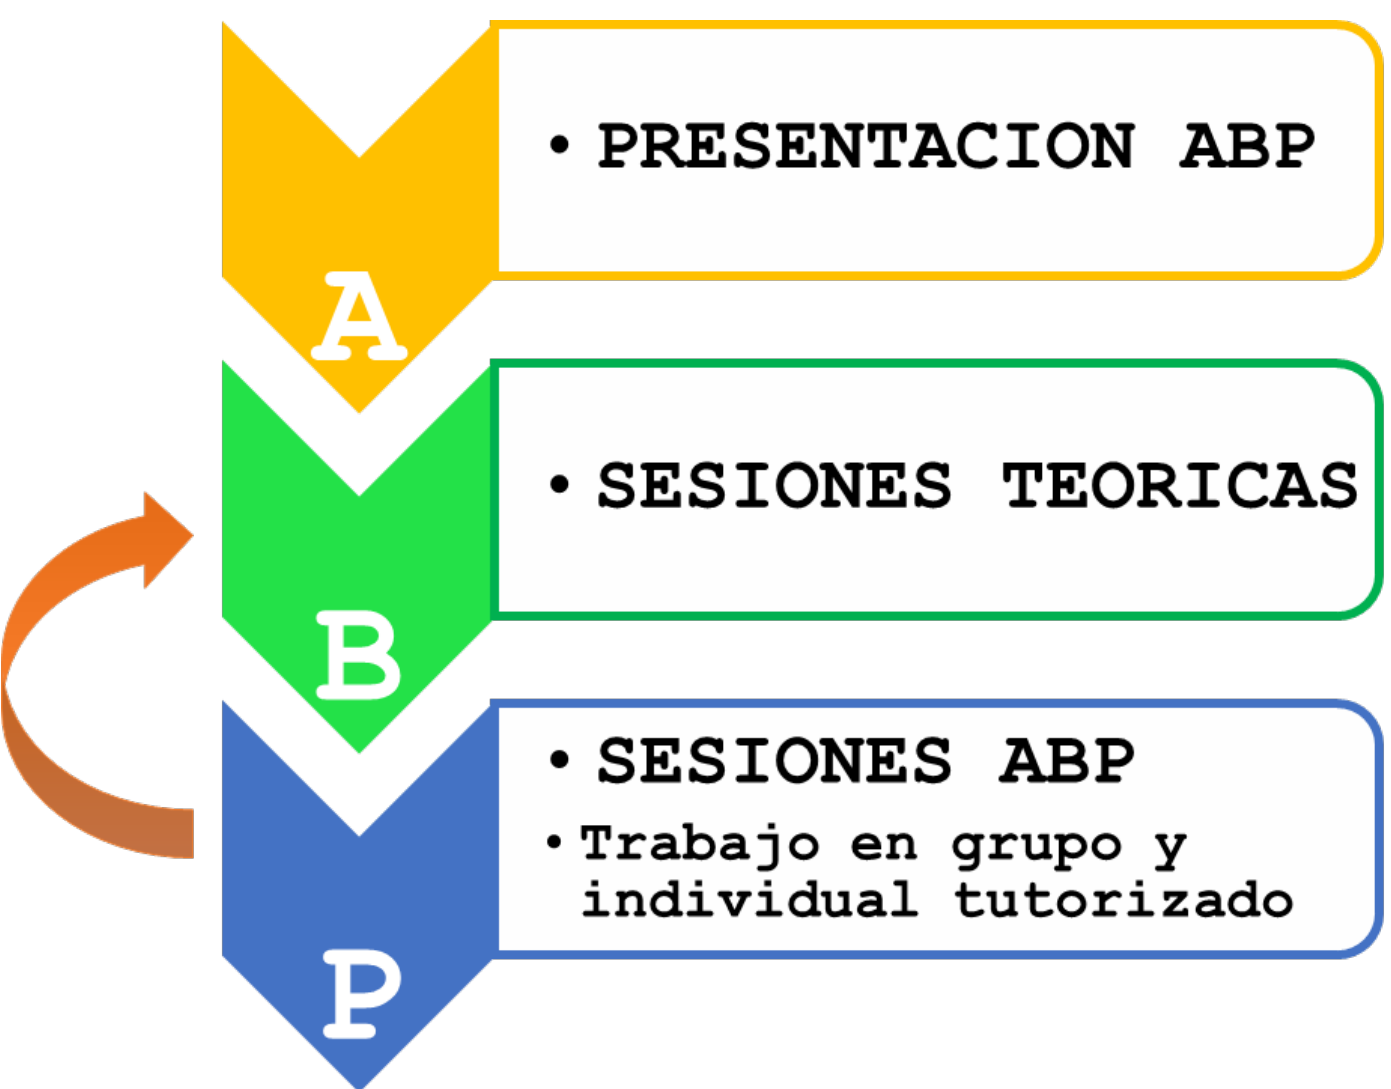 A
• PRESENTACION ABP
B
• SESIONES TEORICAS
P
• SESIONES ABP
• Trabajo en grupo y
individual tutorizado